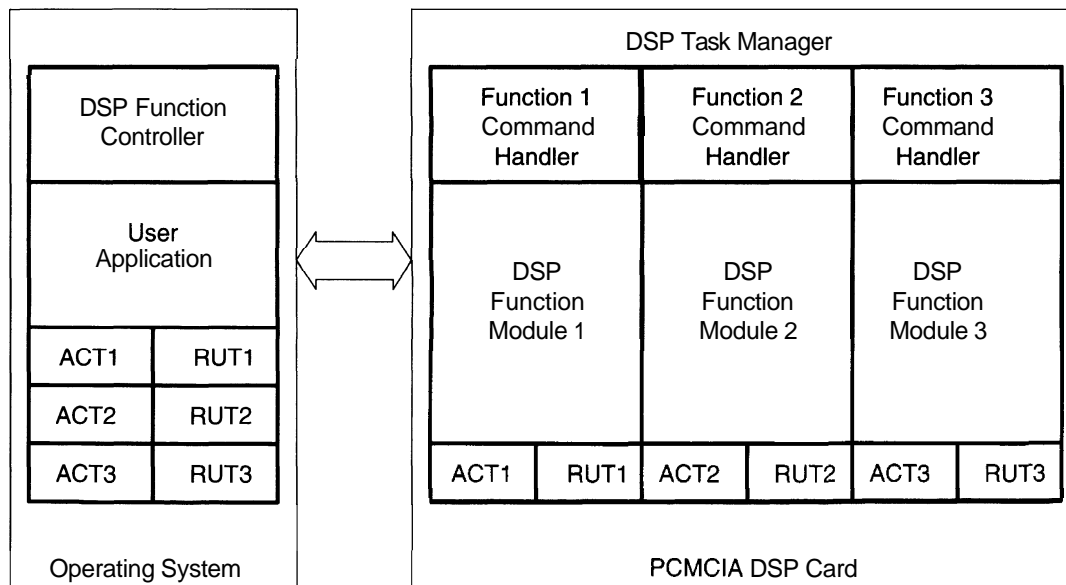 DSP Function
Controller
User
Application
ACT1 RUT1
ACT2 RUT2
ACT3 RUT3
Operating System
DSP Task Manager
Function 1
Command
Handler
Function 2
Command
Handler
Function 3
Command
Handler
DSP
Function
Module 1
DSP
Function
Module 2
DSP
Function
Module 3
ACT1 RUT1 ACT2 RUT2 ACT3 RUT3
PCMCIA DSP Card